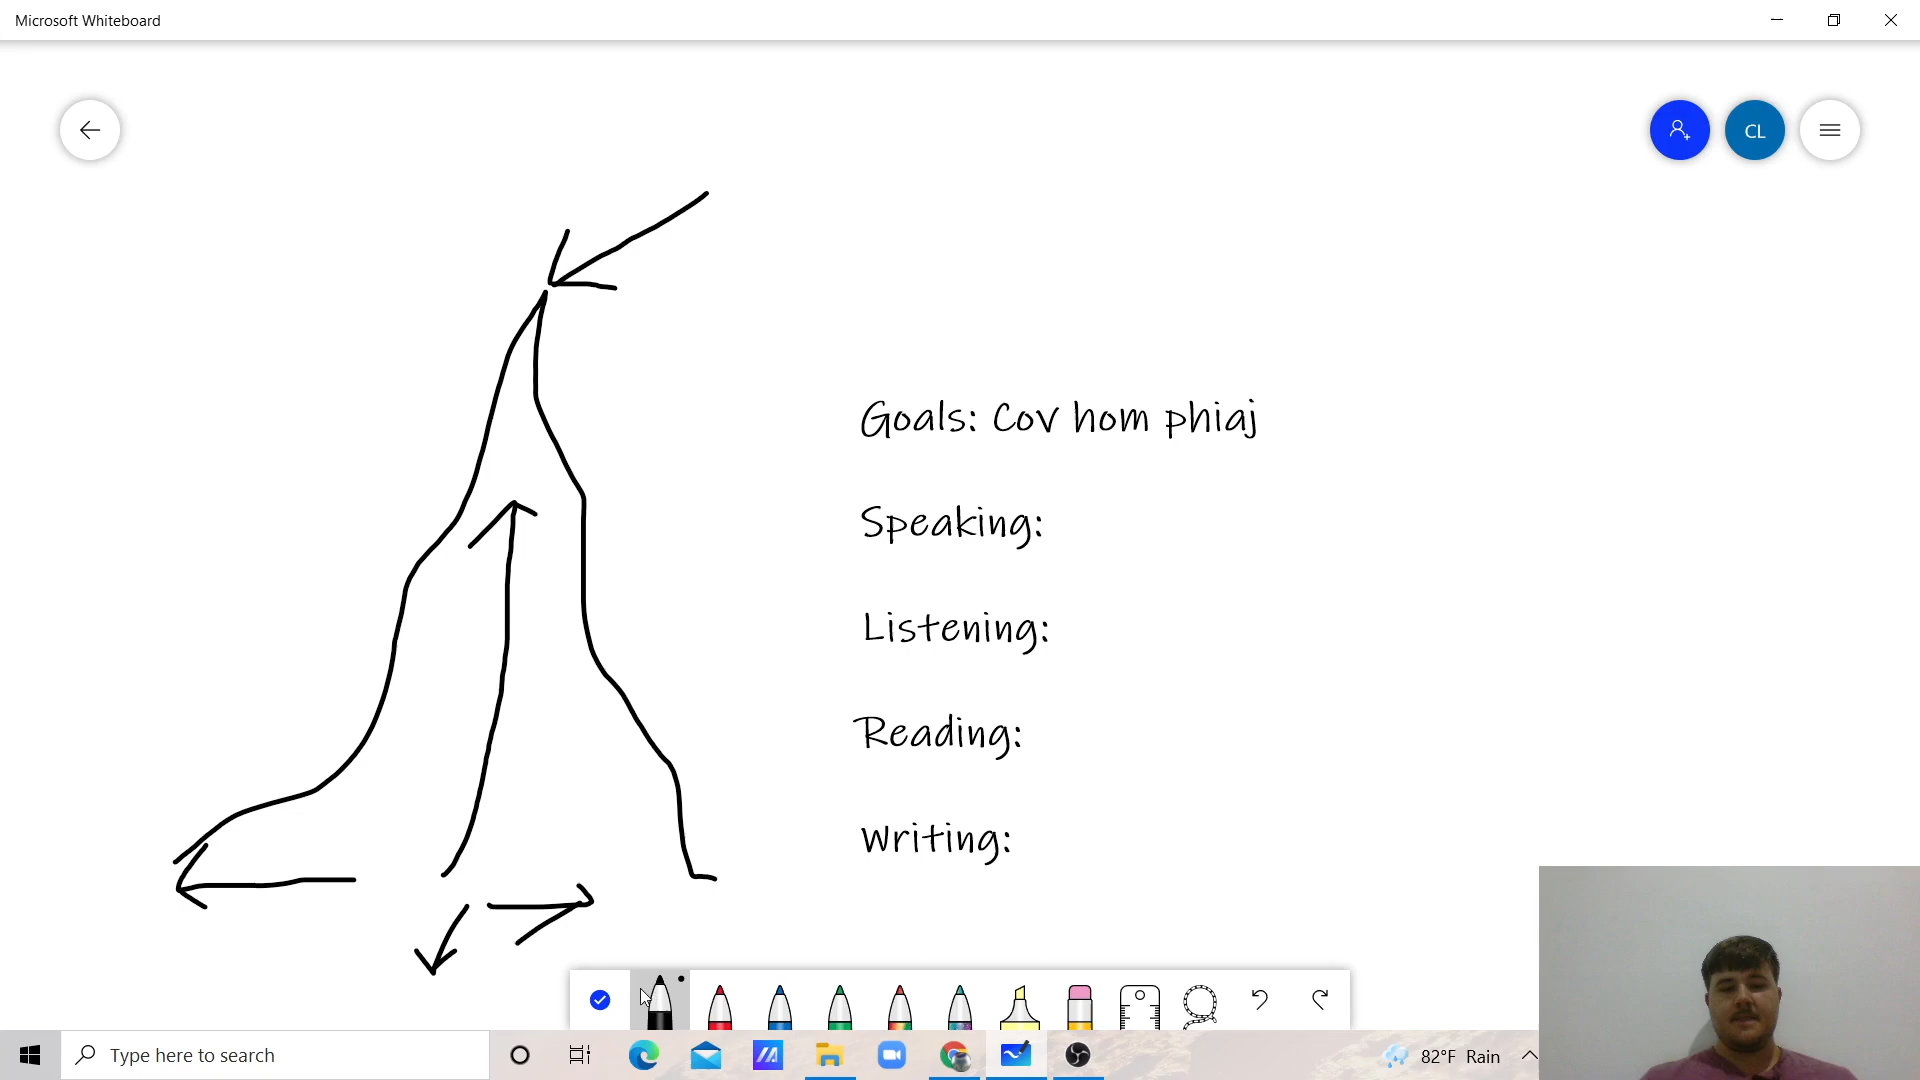 Microsoft Whiteboard
CL
Goals: Cov hom phiaj
Speaking:
Listening:
Reading:
Writing:
Type here to search
82°F Rain